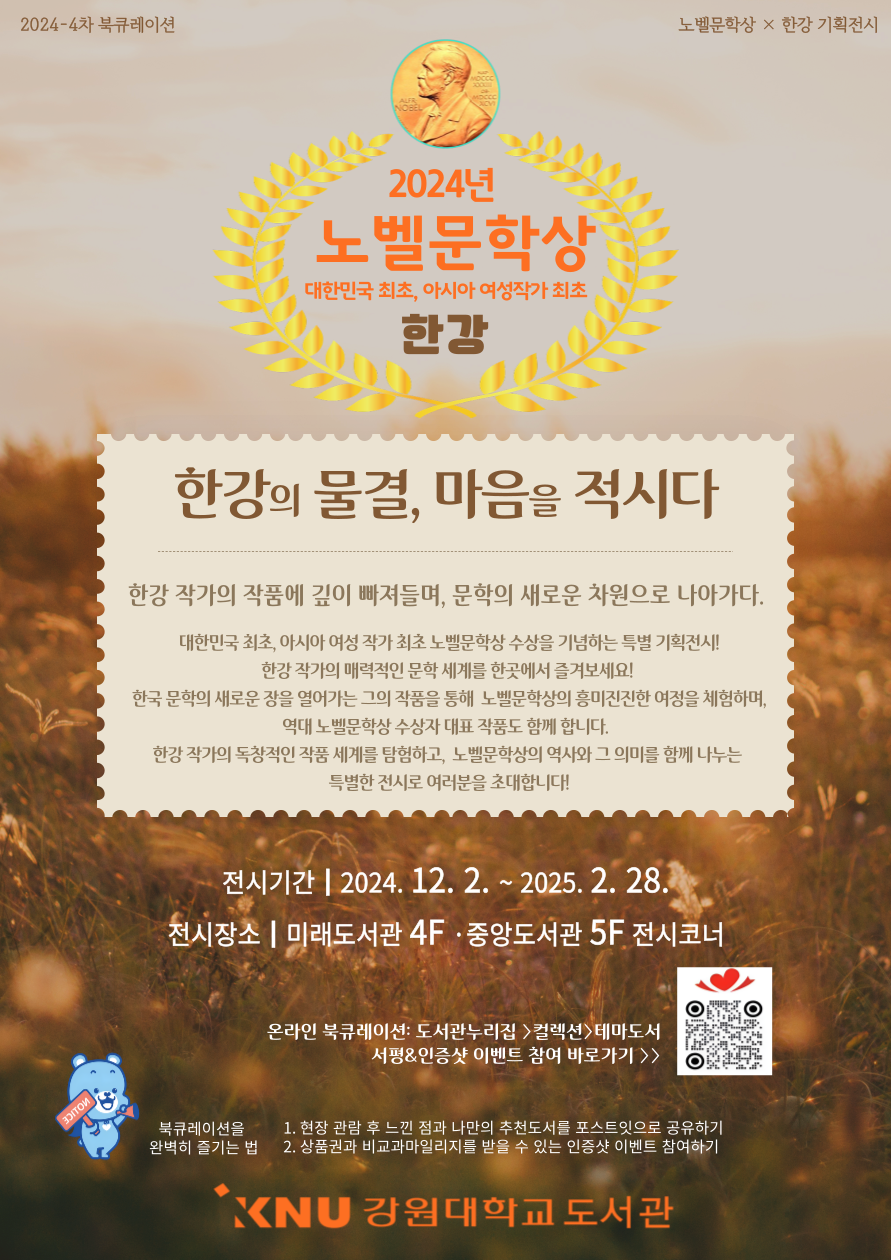 2024-4차 북큐레이션
노벨문학상 × 한강 기획전시
ALFR.
NOBEL
2024년
노벨문학상
대한민국 최초, 아시아 여성작가 최초
한강
한강의 물결, 마음을 적시다
한강 작가의 작품에 깊이 빠져들며, 문학의 새로운 차원으로 나아가다.
대한민국 최초, 아시아 여성 작가 최초 노벨문학상 수상을 기념하는 특별 기획전시!
한강 작가의 매력적인 문학 세계를 한곳에서 즐겨보세요!
한국 문학의 새로운 장을 열어가는 그의 작품을 통해 노벨문학상의 흥미진진한 여정을 체험하며,
역대 노벨문학상 수상자 대표 작품도 함께 합니다.
한강 작가의 독창적인 작품 세계를 탐험하고, 노벨문학상의 역사와 그 의미를 함께 나누는
특별한 전시로 여러분을 초대합니다!
전시기간 | 2024. 12. 2. ~ 2025. 2. 28.
전시장소 | 미래도서관 4F ·중앙도서관 5F 전시코너
온라인 북큐레이션: 도서관누리집 >컬렉션>테마도서
서평&인증샷 이벤트 참여 바로가기 >>
NOTICE
북큐레이션을
완벽히 즐기는 법
1. 현장 관람 후 느낀 점과 나만의 추천도서를 포스트잇으로 공유하기
2. 상품권과 비교과마일리지를 받을 수 있는 인증샷 이벤트 참여하기
KNU 강원대학교 도서관